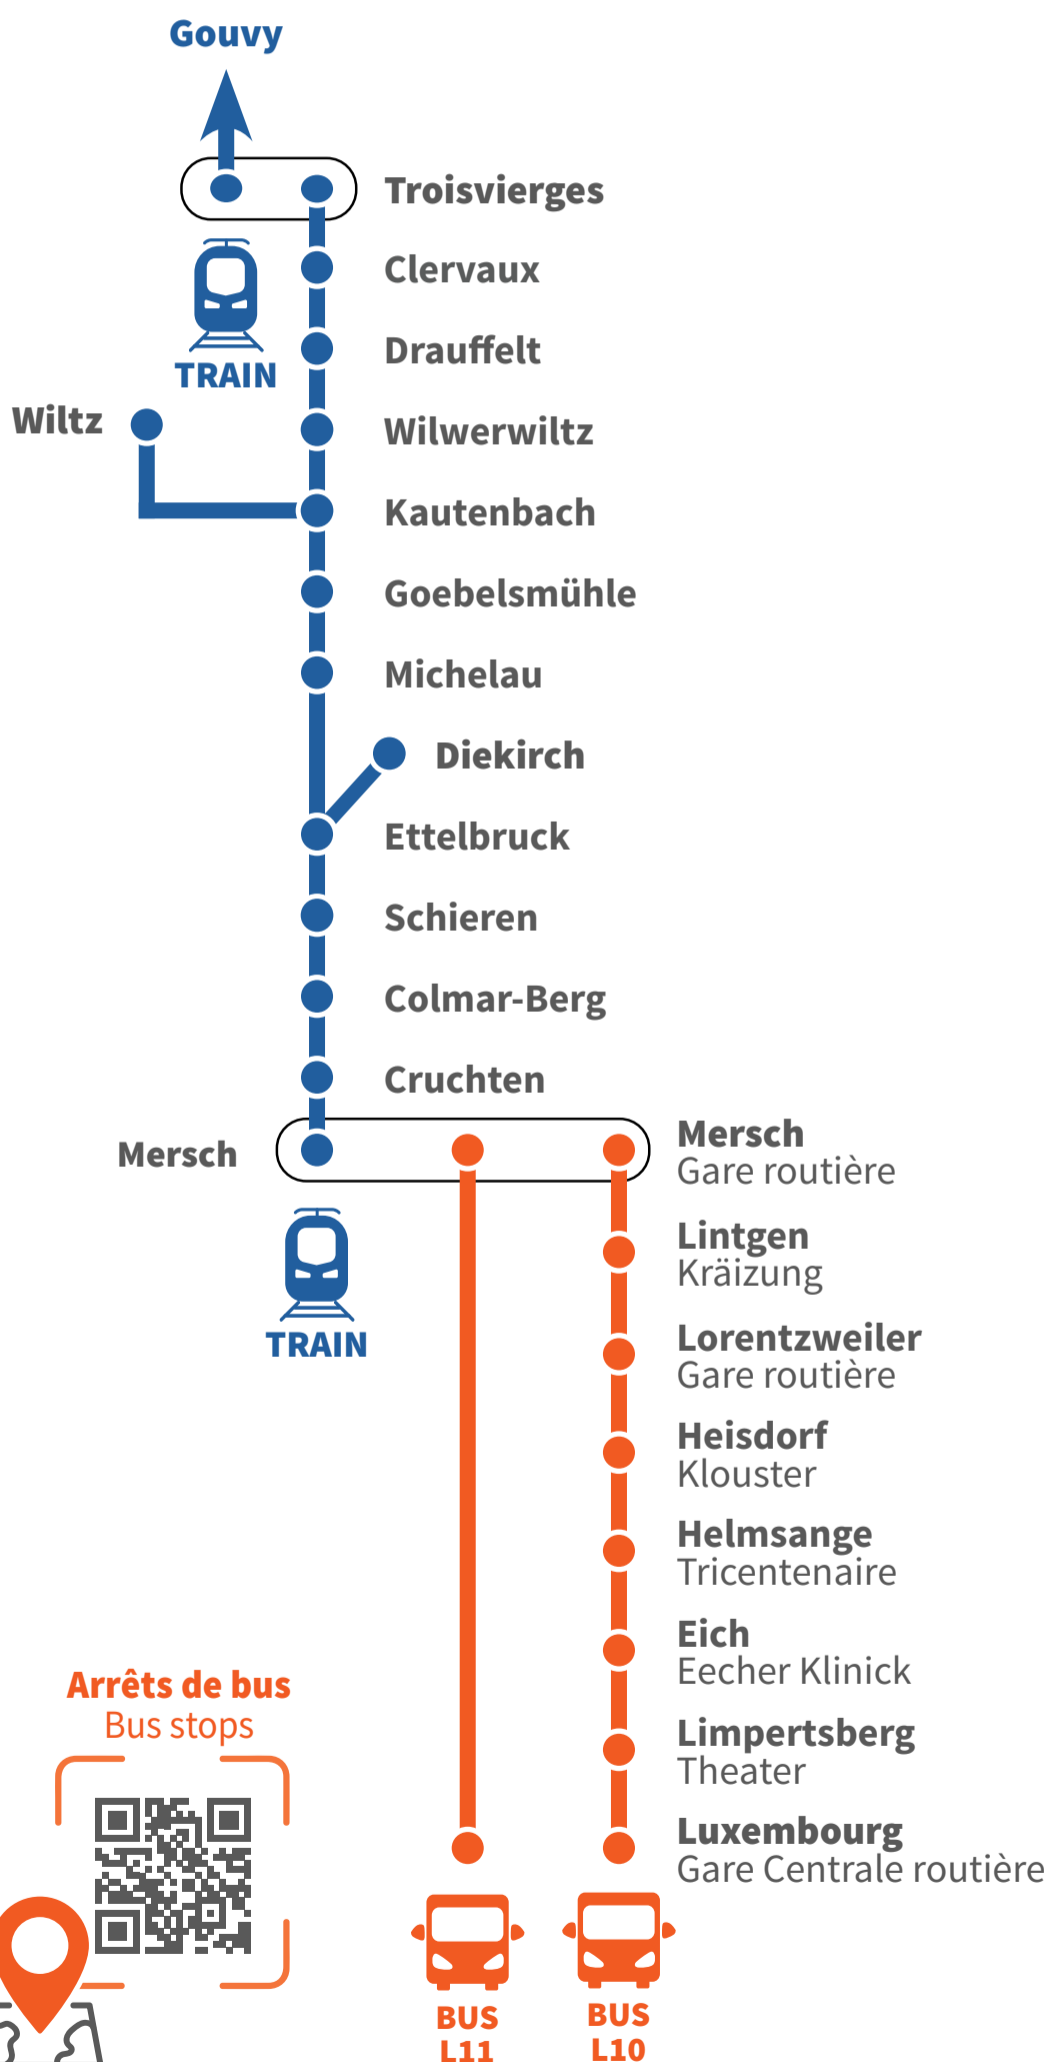 Gouvy
Troisvierges
Clervaux
Drauffelt
TRAIN
Wiltz
Wilwerwiltz
Kautenbach
Goebelsmühle
Michelau
Diekirch
Ettelbruck
Schieren
Colmar-Berg
Cruchten
Mersch
Mersch
Gare routière
TRAIN
Lintgen
Kräizung
Lorentzweiler
Gare routière
Heisdorf
Klouster
Helmsange
Tricentenaire
Eich
Eecher Klinick
Limpertsberg
Theater
Luxembourg
Gare Centrale routière
Arrêts de bus
Bus stops
BUS
L11
BUS
L10